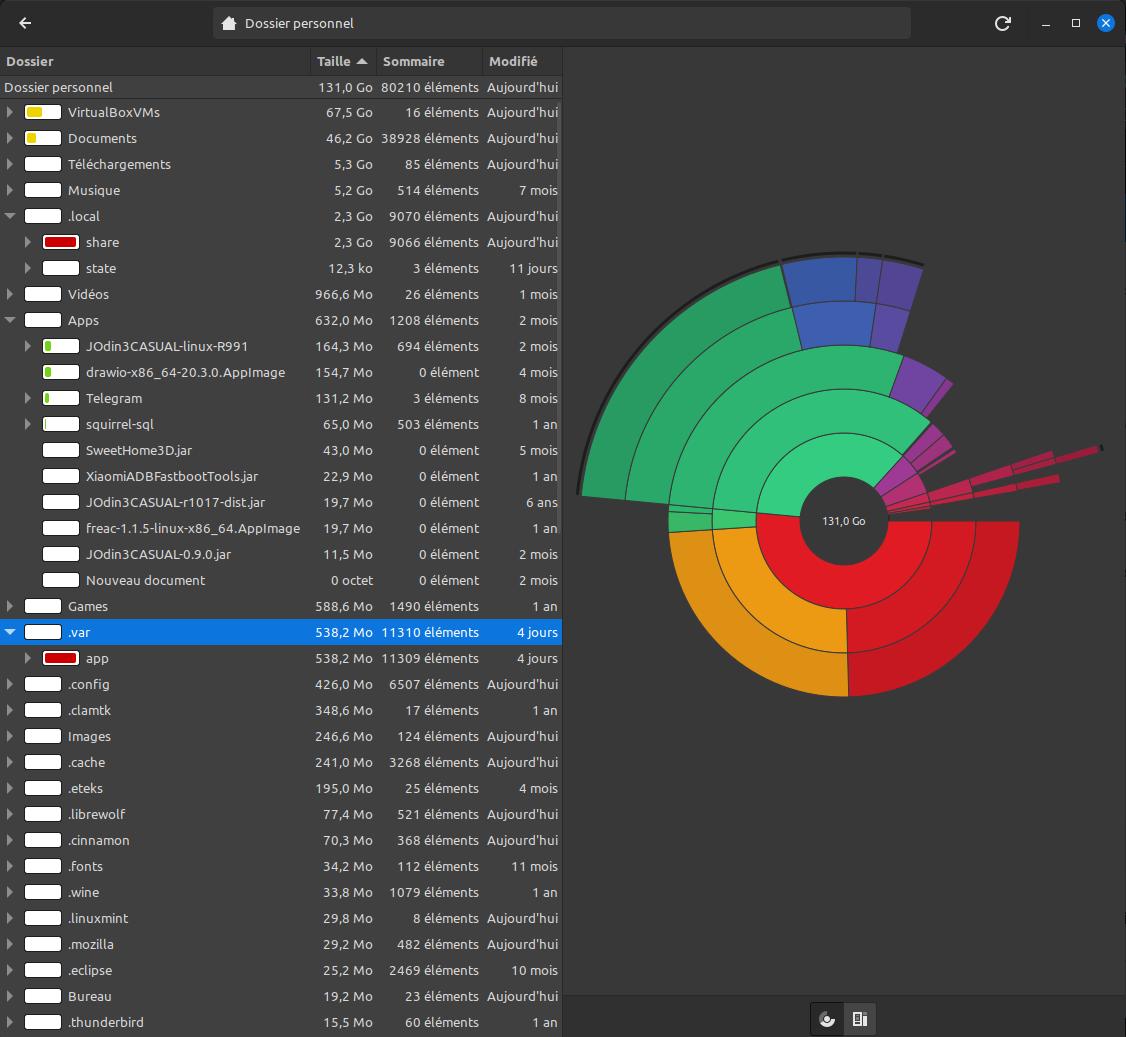 Dossier personnel
Dossier Taille Sommaire Modifié
Dossier personnel 131,0 Go 80210 éléments Aujourd'hui
VirtualBoxVMs 67,5 Go 16 éléments Aujourd'hui
Documents 46,2 Go 38928 éléments Aujourd'hui
Téléchargements 5,3 Go 85 éléments Aujourd'hui
Musique 5,2 Go 514 éléments 7 mois
.local 2,3 Go 9070 éléments Aujourd'hui
share 2,3 Go 9066 éléments Aujourd'hui
state 12,3 ko 3 éléments 11 jours
Vidéos 966,6 Mo 26 éléments 1 mois
Apps 632,0 Mo 1208 éléments 2 mois
JOdin3CASUAL-linux-R991 164,3 Mo 694 éléments 2 mois
drawio-x86_64-20.3.0.AppImage 154,7 Mo 0 élément 4 mois
Telegram 131,2 Mo 3 éléments 8 mois
squirrel-sql 65,0 Mo 503 éléments 1 an
SweetHome3D.jar 43,0 Mo 0 élément 5 mois
XiaomiADBFastbootTools.jar 22,9 Mo 0 élément 1 an
JOdin3CASUAL-r1017-dist.jar 19,7 Mo 0 élément 6 ans
freac-1.1.5-linux-x86_64.AppImage 19,7 Mo 0 élément 1 an
JOdin3CASUAL-0.9.0.jar 11,5 Mo 0 élément 2 mois
Nouveau document 0 octet 0 élément 2 mois
Games 588,6 Mo 1490 éléments 1 an
.var 538,2 Mo 11310 éléments 4 jours
app 538,2 Mo 11309 éléments 4 jours
.config 426,0 Mo 6507 éléments Aujourd'hui
.clamtk 348,6 Mo 17 éléments 1 an
Images 246,6 Mo 124 éléments Aujourd'hui
.cache 241,0 Mo 3268 éléments Aujourd'hui
.eteks 195,0 Mo 25 éléments 4 mois
.librewolf 77,4 Mo 521 éléments Aujourd'hui
.cinnamon 70,3 Mo 368 éléments Aujourd'hui
.fonts 34,2 Mo 112 éléments 11 mois
.wine 33,8 Mo 1079 éléments 1 an
.linuxmint 29,8 Mo 8 éléments Aujourd'hui
.mozilla 29,2 Mo 482 éléments Aujourd'hui
.eclipse 25,2 Mo 2469 éléments 10 mois
Bureau 19,2 Mo 23 éléments Aujourd'hui
.thunderbird 15,5 Mo 60 éléments 1 an
131,0 Go